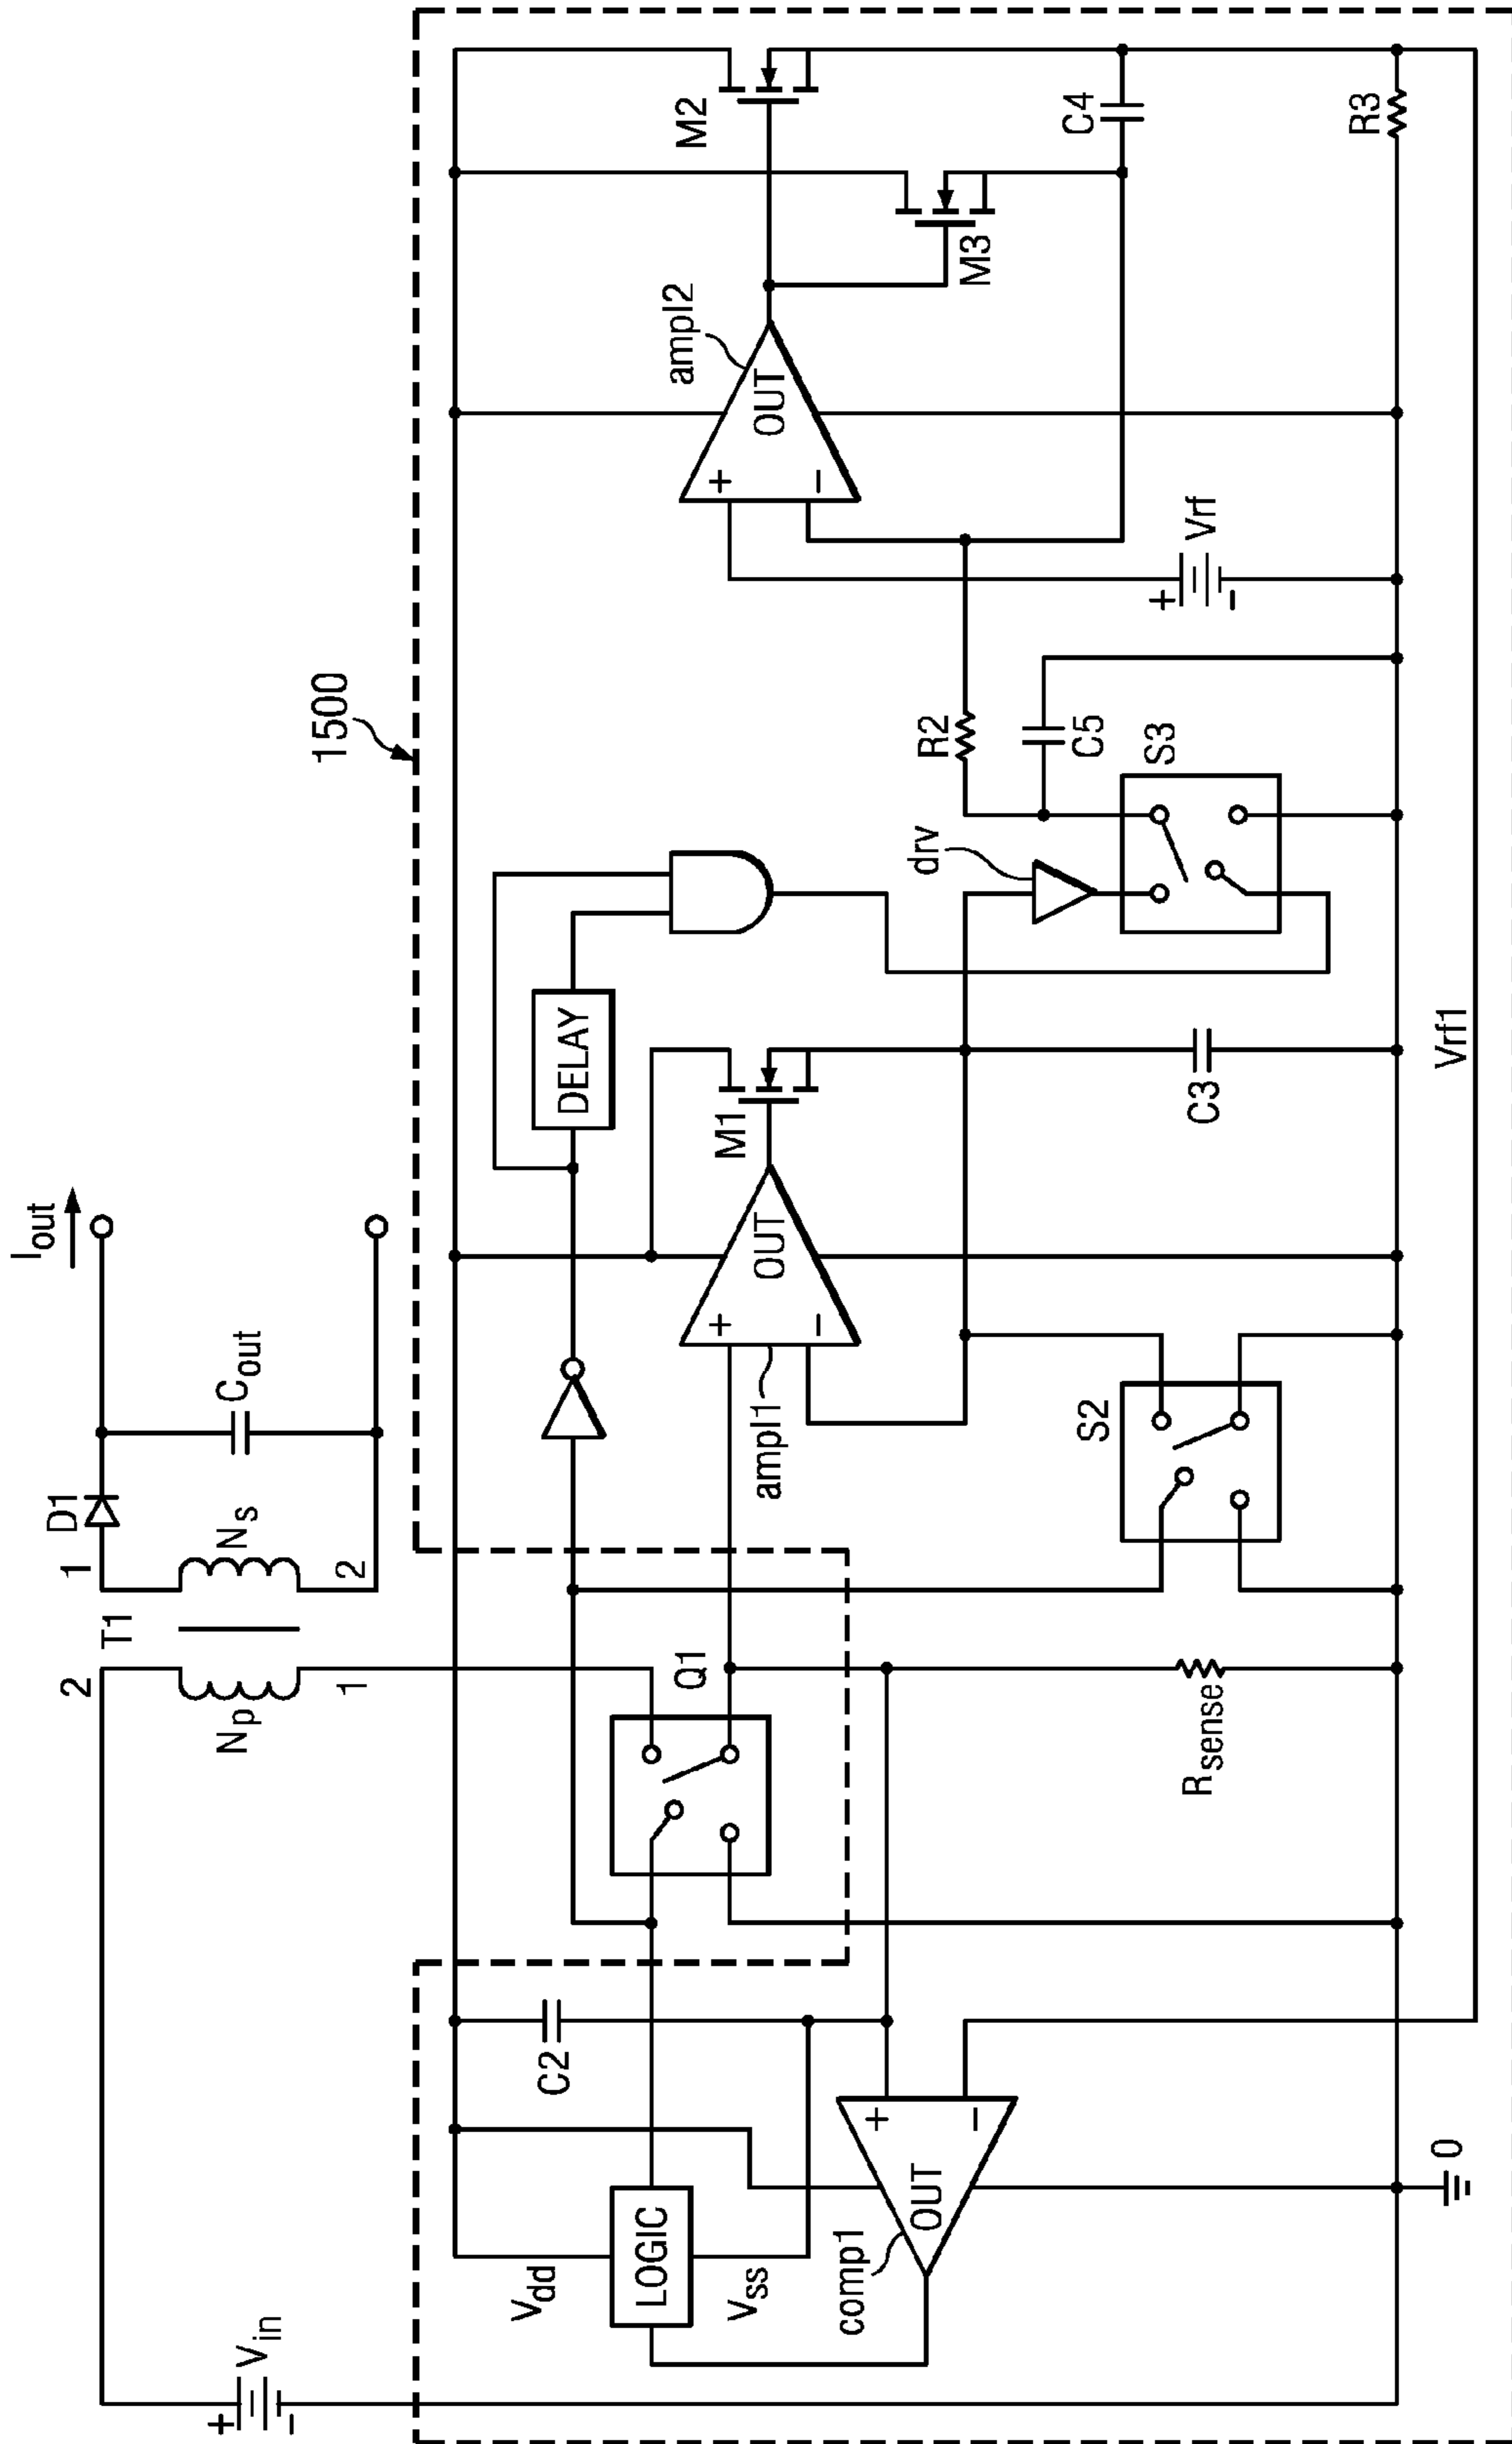 1500
Iout
Cout
D1
1
Ns
2
T1
2
Np
1
Vin
+
-
M2
M3
C4
R3
ampl2
OUT
+
-
Vrf
+
-
R2
C5
S3
drv
DELAY
M1
C3
Vrf1
OUT
+
-
ampl1
S2
Q1
Rsense
C2
Vdd
LOGIC
Vss
comp1
OUT
+
-
0